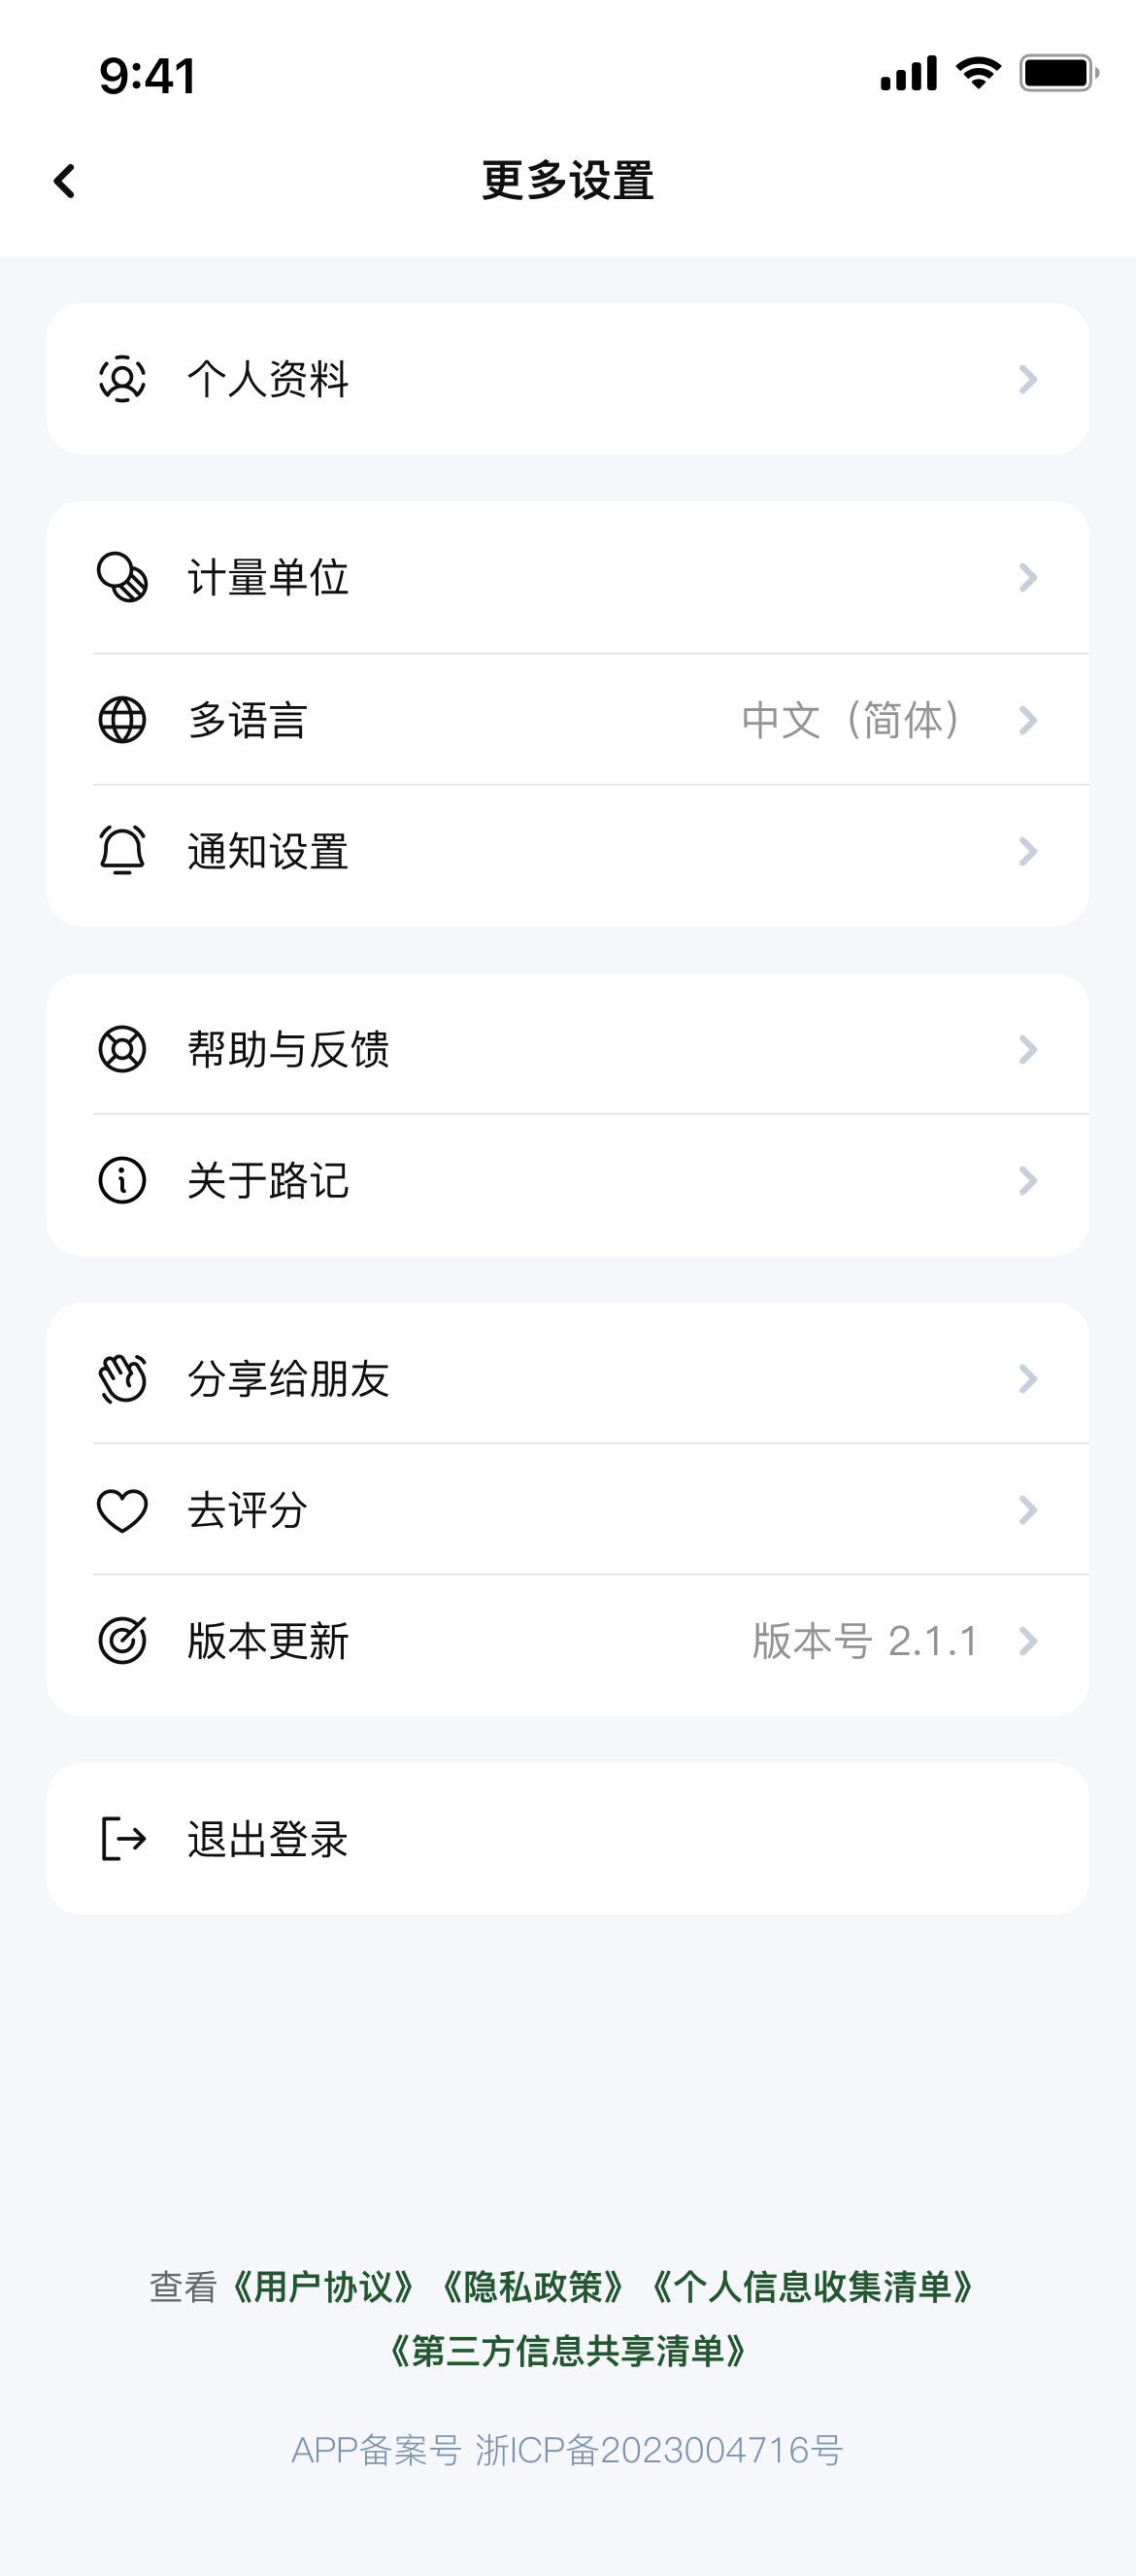 9:41
更多设置
个人资料
计量单位
多语言 中文（简体）
通知设置
帮助与反馈
关于路记
分享给朋友
去评分
版本更新 版本号 2.1.1
退出登录
查看《用户协议》《隐私政策》《个人信息收集清单》
《第三方信息共享清单》
APP备案号 浙ICP备2023004716号